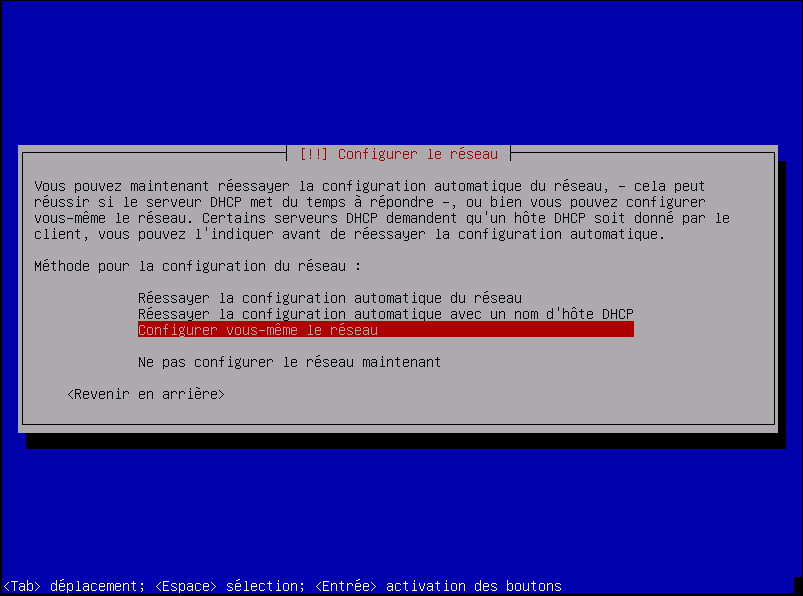 [!!] Configurer le réseau
Vous pouvez maintenant réessayer la configuration automatique du réseau, – cela peut
réussir si le serveur DHCP met du temps à répondre –, ou bien vous pouvez configurer
vous-même le réseau. Certains serveurs DHCP demandent qu'un hôte DHCP soit donné par le
client, vous pouvez l'indiquer avant de réessayer la configuration automatique.
Méthode pour la configuration du réseau :
Réessayer la configuration automatique du réseau
Réessayer la configuration automatique avec un nom d'hôte DHCP
Configurer vous-même le réseau
Ne pas configurer le réseau maintenant
<Revenir en arrière>
<Tab> déplacement; <Espace> sélection; <Entrée> activation des boutons